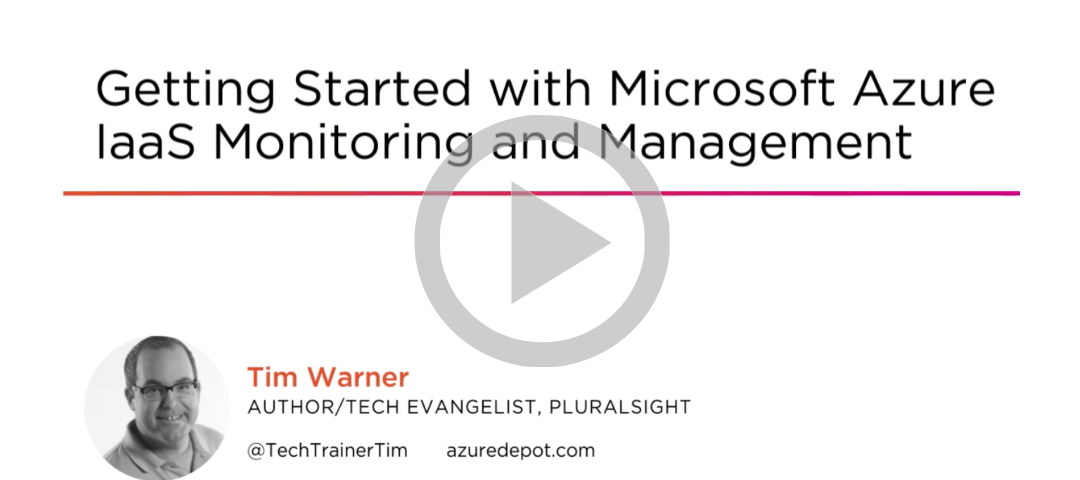 Getting Started with Microsoft Azure
IaaS Monitoring and Management
Tim Warner
AUTHOR/TECH EVANGELIST, PLURALSIGHT
@TechTrainerTim azuredepot.com